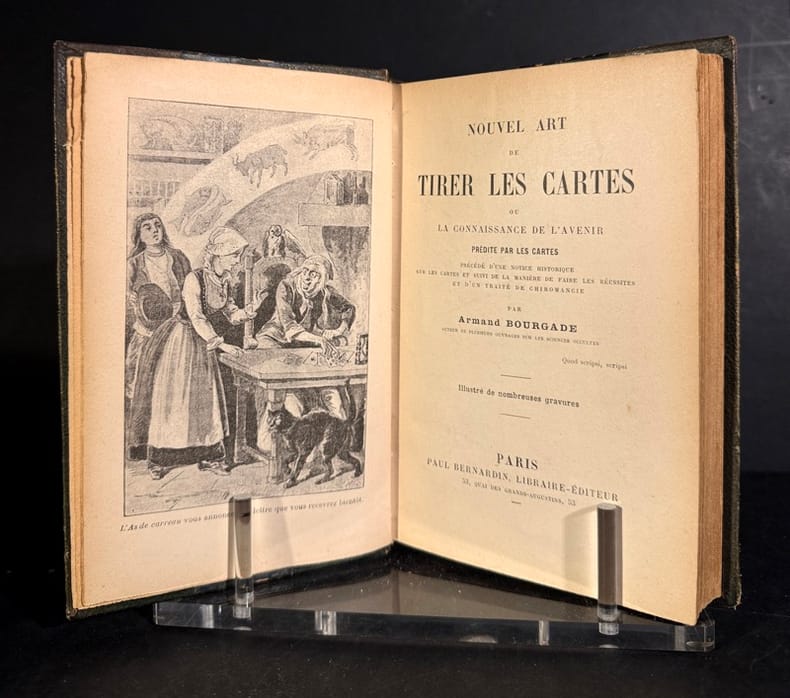 L'As de carreau vous annonce lettre que vous recevrez bientôt.
NOUVEL ART
DE
TIRER LES CARTES
OU
LA CONNAISSANCE DE L'AVENIR
PRÉDITE PAR LES CARTES
PRÉCÉDÉ D'UNE NOTICE HISTORIQUE
SUR LES CARTES ET SUIVI DE LA MANIÈRE DE FAIRE LES RÉUSSITES
ET D'UN TRAITÉ DE CHIROMANCIE
PAR
Armand BOURGADE
AUTEUR DE PLUSIEURS OUVRAGES SUR LES SCIENCES OCCULTES
Quod scripsi, scripsi
Illustré de nombreuses gravures
PARIS
PAUL BERNARDIN, LIBRAIRE-ÉDITEUR
53, QUAI DES GRANDS-AUGUSTINS, 53